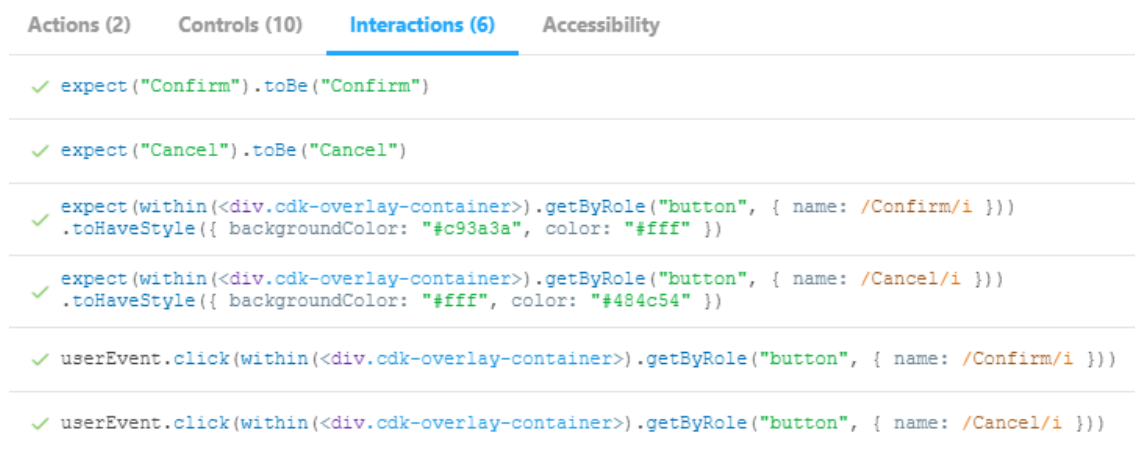 Actions (2) Controls (10) Interactions (6) Accessibility
expect("Confirm").toBe("Confirm")
expect("Cancel").toBe("Cancel")
expect(within(<div.cdk-overlay-container>).getByRole("button", { name: /Confirm/i }))
.toHaveStyle({ backgroundColor: "#c93a3a", color: "#fff" })
expect(within(<div.cdk-overlay-container>).getByRole("button", { name: /Cancel/i }))
.toHaveStyle({ backgroundColor: "#fff", color: "#484c54" })
userEvent.click(within(<div.cdk-overlay-container>).getByRole("button", { name: /Confirm/i }))
userEvent.click(within(<div.cdk-overlay-container>).getByRole("button", { name: /Cancel/i }))